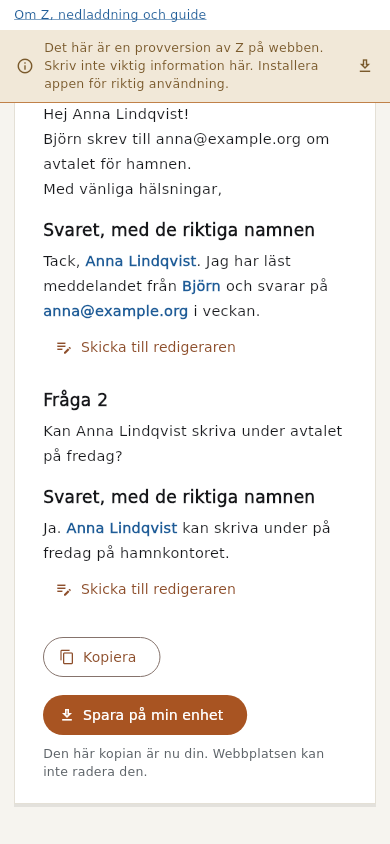 Om Z, nedladdning och guide
Det här är en provversion av Z på webben.
Skriv inte viktig information här. Installera
appen för riktig användning.
Hej Anna Lindqvist!
Björn skrev till anna@example.org om
avtalet för hamnen.
Med vänliga hälsningar,
Svaret, med de riktiga namnen
Tack, Anna Lindqvist. Jag har läst
meddelandet från Björn och svarar på
anna@example.org i veckan.
Skicka till redigeraren
Fråga 2
Kan Anna Lindqvist skriva under avtalet
på fredag?
Svaret, med de riktiga namnen
Ja. Anna Lindqvist kan skriva under på
fredag på hamnkontoret.
Skicka till redigeraren
Kopiera
Spara på min enhet
Den här kopian är nu din. Webbplatsen kan
inte radera den.